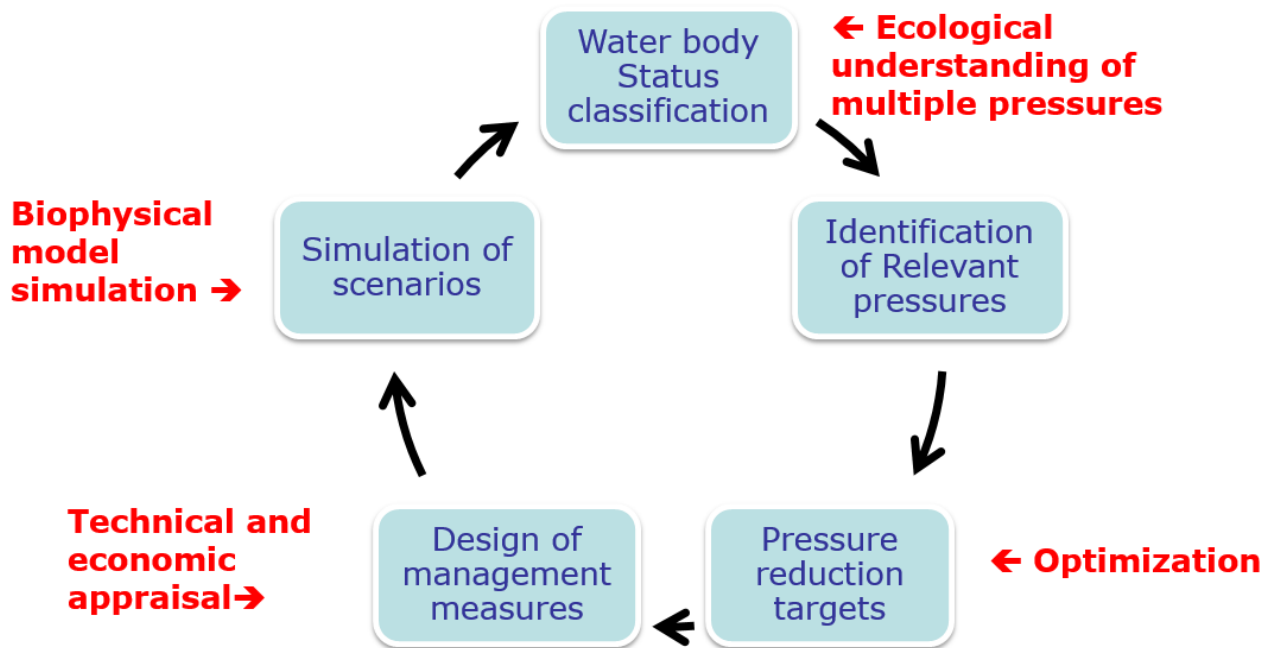 Water body
Status
classification
← Ecological
understanding of
multiple pressures
Biophysical
model
simulation →
Simulation of
scenarios
Identification
of Relevant
pressures
Technical and
economic
appraisal→
Design of
management
measures
Pressure
reduction
targets
← Optimization